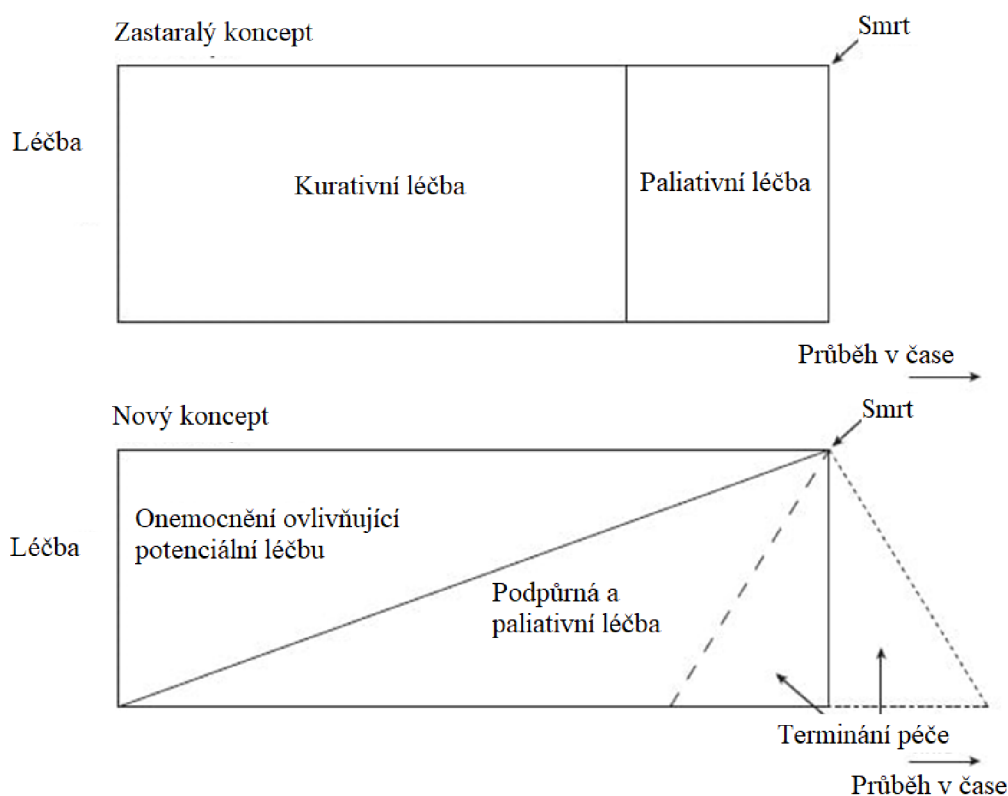 Zastaralý koncept
Smrt
Léčba
Kurativní léčba
Paliativní léčba
Průběh v čase
Nový koncept
Smrt
Léčba
Onemocnění ovlivňující
potenciální léčbu
Podpůrná a
paliativní léčba
Terminání péče
Průběh v čase